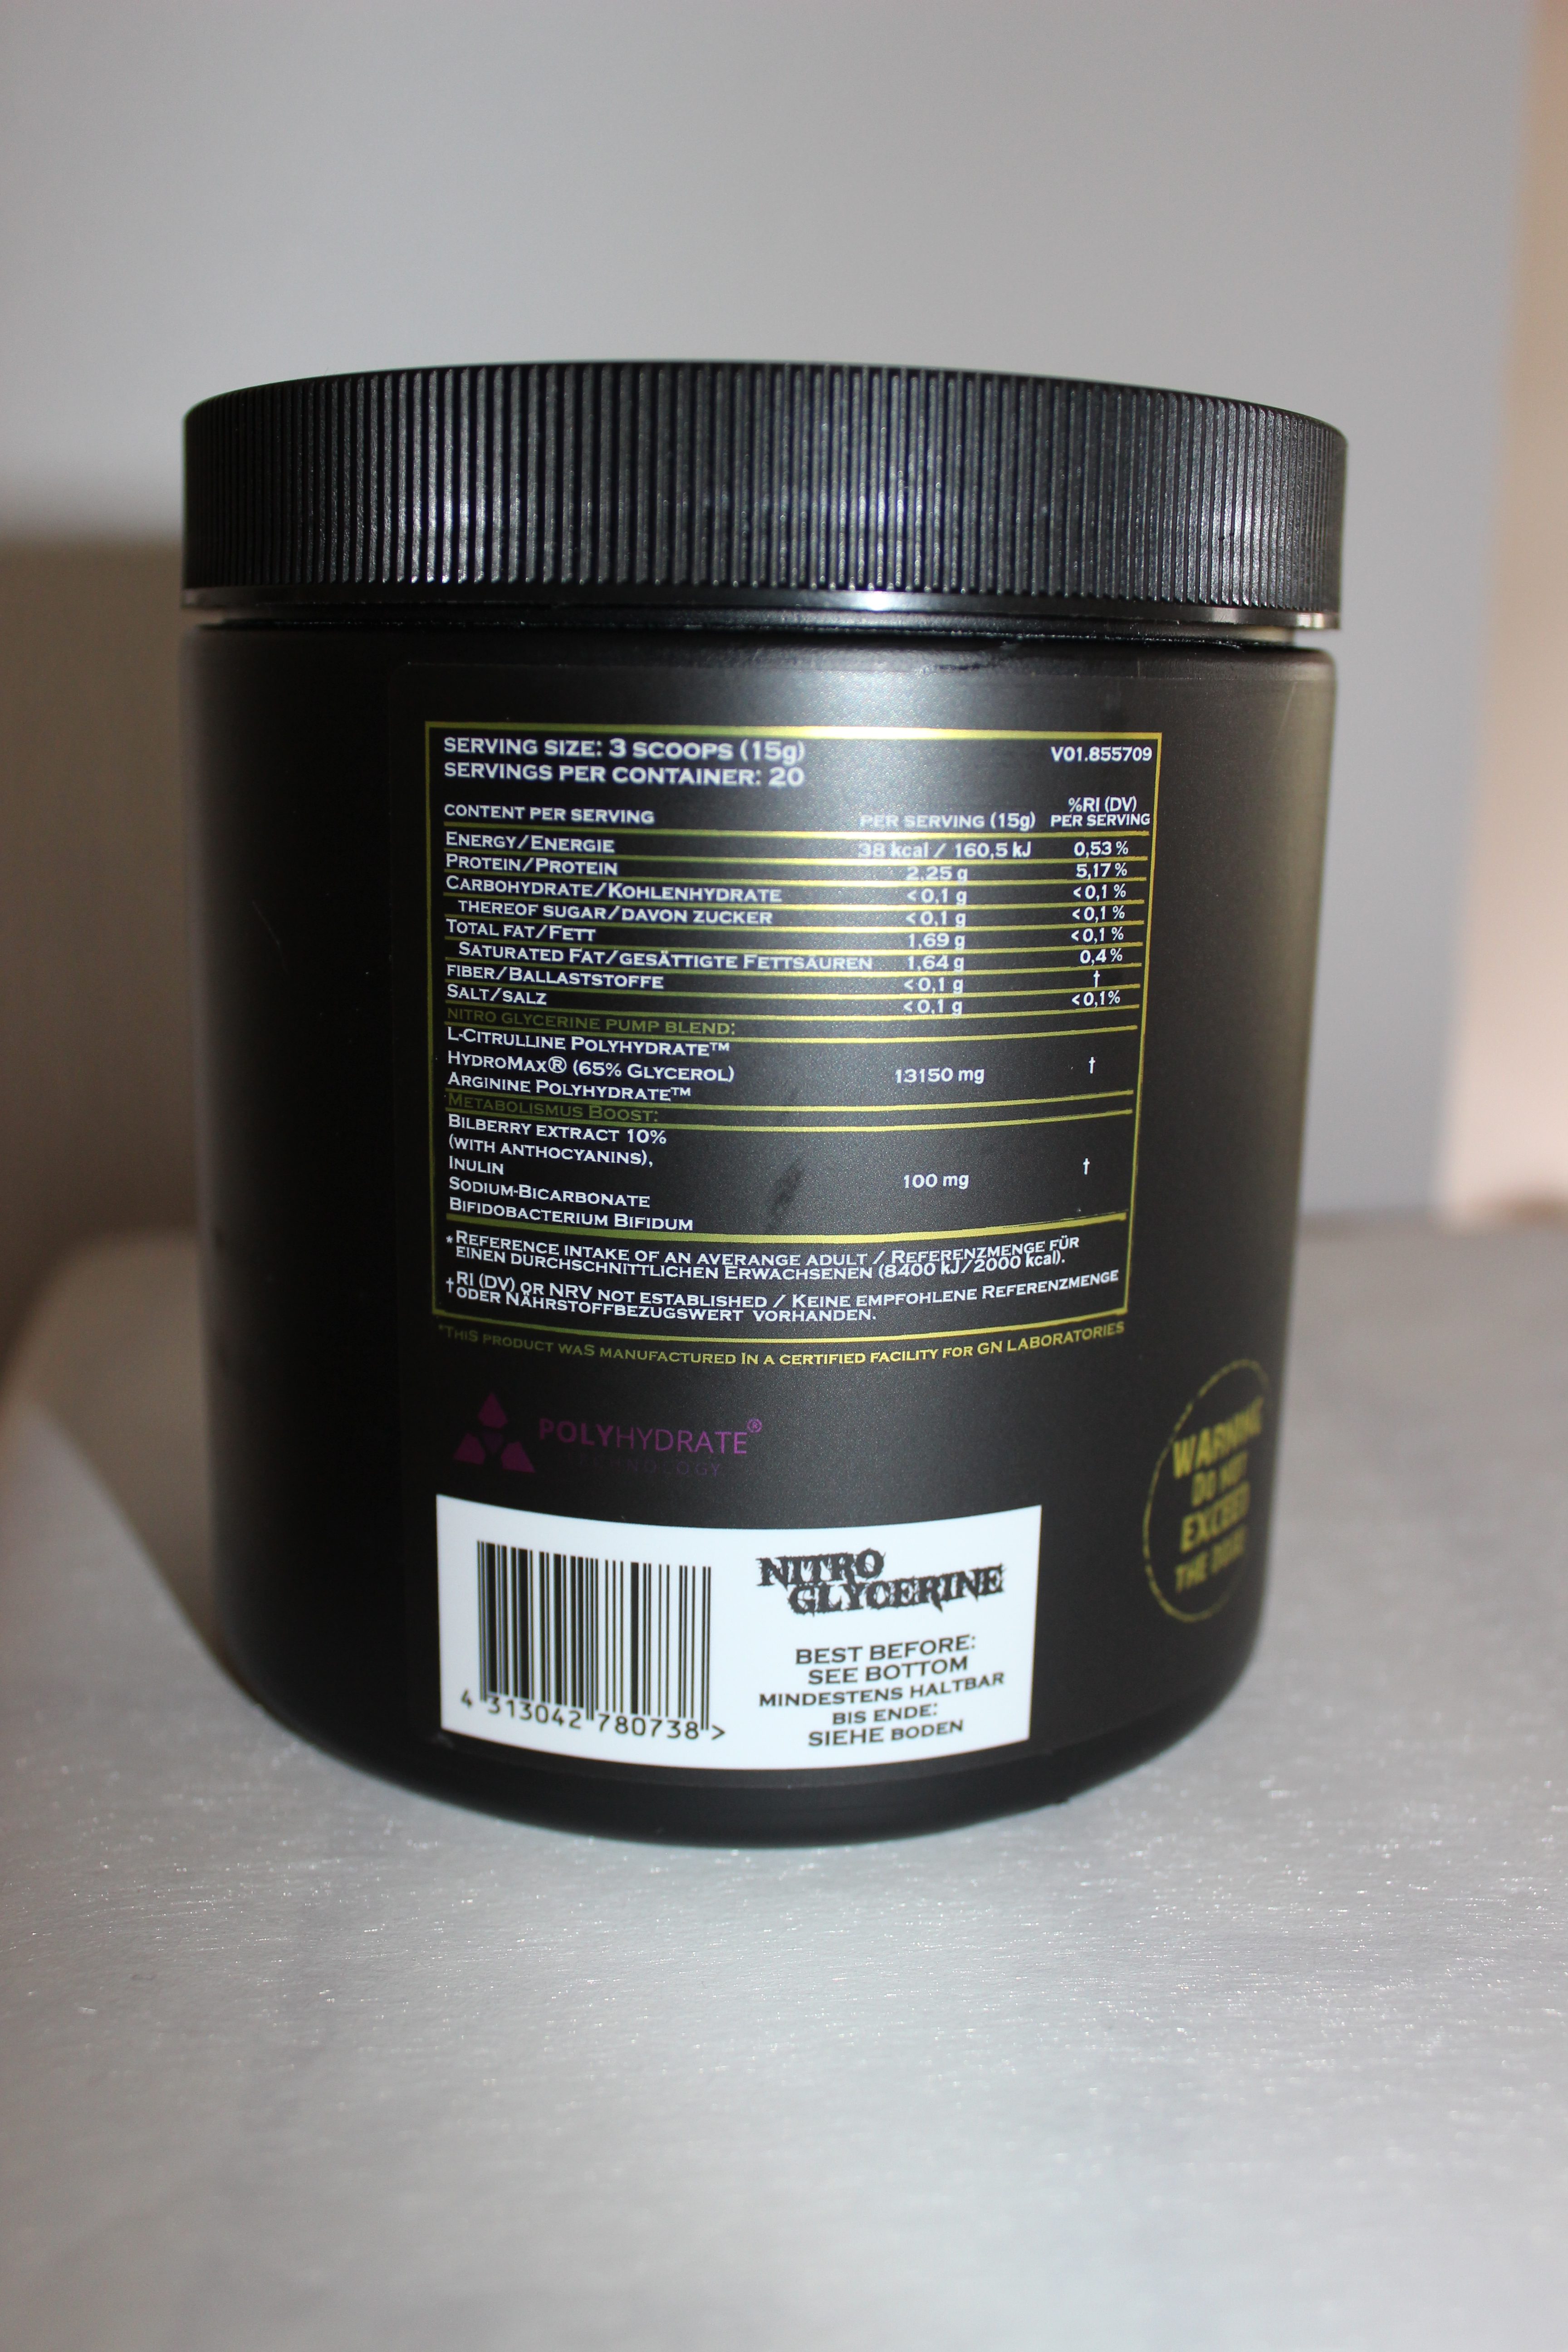 SERVING SIZE: 3 SCOOPS (15g)
V01.855709
SERVINGS PER CONTAINER: 20
CONTENT PER SERVING PER SERVING (15g) %RI (DV) PER SERVING
ENERGY/ENERGIE 38 kcal / 160,5 kJ 0,53 %
PROTEIN/PROTEIN 2,25 g 5,17 %
CARBOHYDRATE/KOHLENHYDRATE <0,1 g <0,1 %
THEREOF SUGAR/DAVON ZUCKER <0,1 g <0,1 %
TOTAL FAT/FETT 1,69 g <0,1 %
SATURATED FAT/GESÄTTIGTE FETTSÄUREN 1,64 g 0,4 %
FIBER/BALLASTSTOFFE <0,1 g †
SALT/SALZ <0,1 g <0,1%
NITRO GLYCERINE PUMP BLEND:
L-CITRULLINE POLYHYDRATE™
HYDROMAX® (65% GLYCEROL) 13150 mg †
ARGININE POLYHYDRATE™
METABOLISMUS BOOST:
BILBERRY EXTRACT 10%
(WITH ANTHOCYANINS),
INULIN 100 mg †
SODIUM-BICARBONATE
BIFIDOBACTERIUM BIFIDUM
*REFERENCE INTAKE OF AN AVERANGE ADULT / REFERENZMENGE FÜR
EINEN DURCHSCHNITTLICHEN ERWACHSENEN (8400 kJ/2000 kcal).
†RI (DV) OR NRV NOT ESTABLISHED / KEINE EMPFOHLENE REFERENZMENGE
ODER NÄHRSTOFFBEZUGSWERT VORHANDEN.
*THIS PRODUCT WAS MANUFACTURED IN A CERTIFIED FACILITY FOR GN LABORATORIES
POLYHYDRATE®
TECHNOLOGY
WARNING
DO NOT
EXCEED
THE
NITRO
GLYCERINE
BEST BEFORE:
SEE BOTTOM
MINDESTENS HALTBAR
BIS ENDE:
SIEHE BODEN
4 313042 780738 >